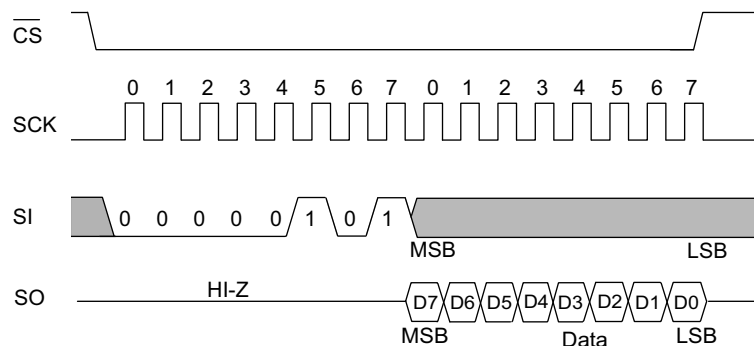 C̅S̅
0 1 2 3 4 5 6 7 0 1 2 3 4 5 6 7
SCK
SI 0 0 0 0 0 1 0 1
MSB LSB
HI-Z
SO D7 D6 D5 D4 D3 D2 D1 D0
MSB Data LSB